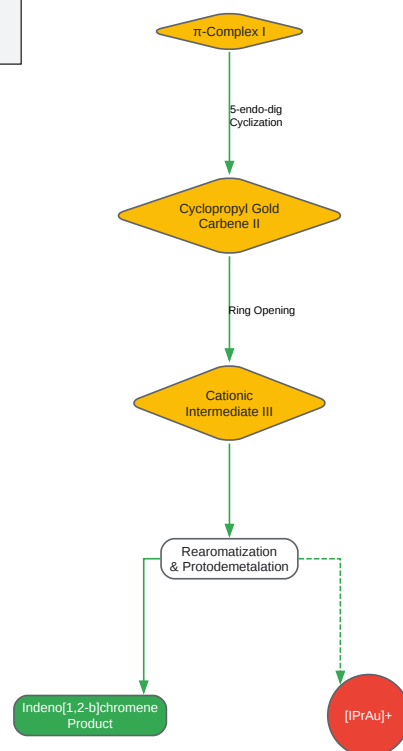 π-Complex I
5-endo-dig
Cyclization
Cyclopropyl Gold
Carbene II
Ring Opening
Cationic
Intermediate III
Rearomatization
& Protodemetalation
Indeno[1,2-b]chromene
Product
[IPrAu]+